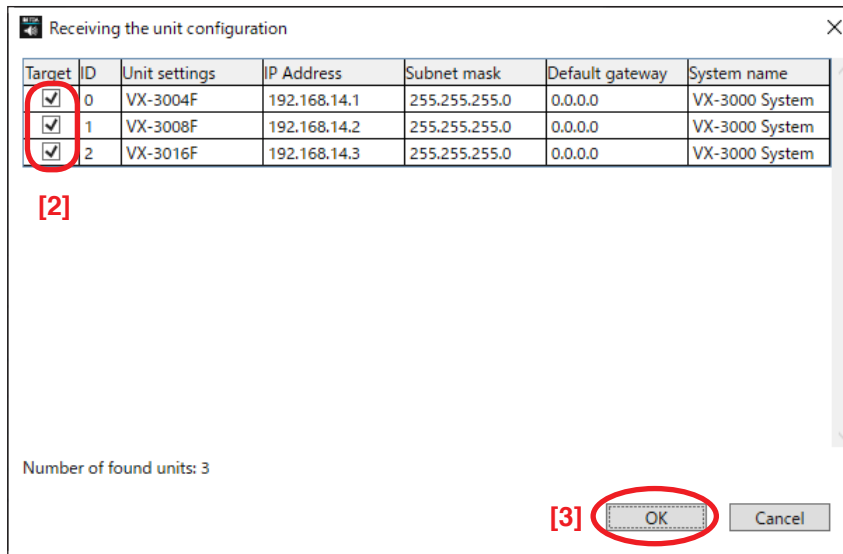 Receiving the unit configuration
Target ID Unit settings IP Address Subnet mask Default gateway System name
0 VX-3004F 192.168.14.1 255.255.255.0 0.0.0.0 VX-3000 System
1 VX-3008F 192.168.14.2 255.255.255.0 0.0.0.0 VX-3000 System
2 VX-3016F 192.168.14.3 255.255.255.0 0.0.0.0 VX-3000 System
[2]
Number of found units: 3
[3] OK Cancel